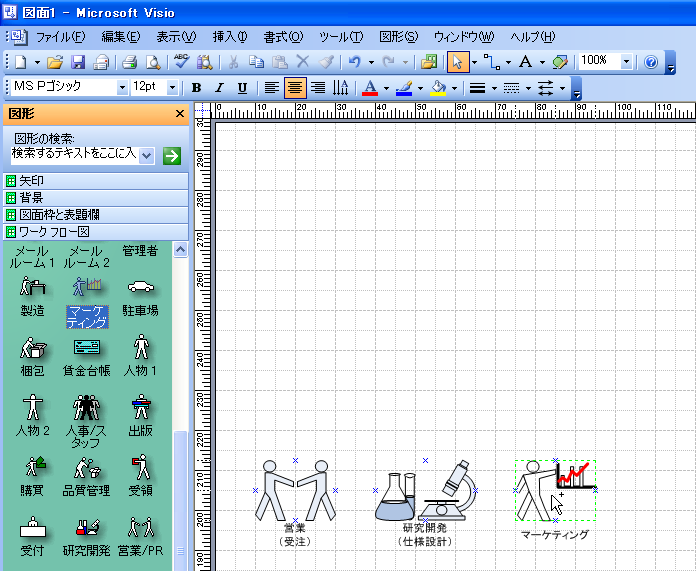 図面1 - Microsoft Visio
ファイル(F) 編集(E) 表示(V) 挿入(I) 書式(O) ツール(T) 図形(S) ウィンドウ(W) ヘルプ(H)
100%
MS Pゴシック 12pt B I U A
図形
図形の検索:
検索するテキストをここに入
矢印
背景
図面枠と表題欄
ワーク フロー図
メール ルーム 1
メール ルーム 2
管理者
製造
マーケティング
駐車場
梱包
賃金台帳
人物 1
人物 2
人事/スタッフ
出版
購買
品質管理
受領
受付
研究開発
営業/PR
0 10 20 30 40 50 60 70 80 90 100 110
290
280
270
260
250
240
230
220
210
200
190
営業
(受注)
研究開発
(仕様設計)
マーケティング